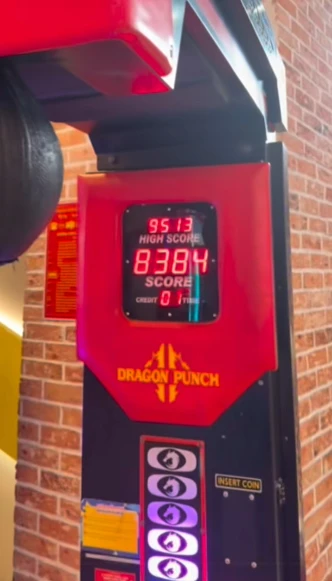 9513
HIGH SCORE
8384
SCORE
CREDIT 01 TIME
DRAGON PUNCH
INSERT COIN